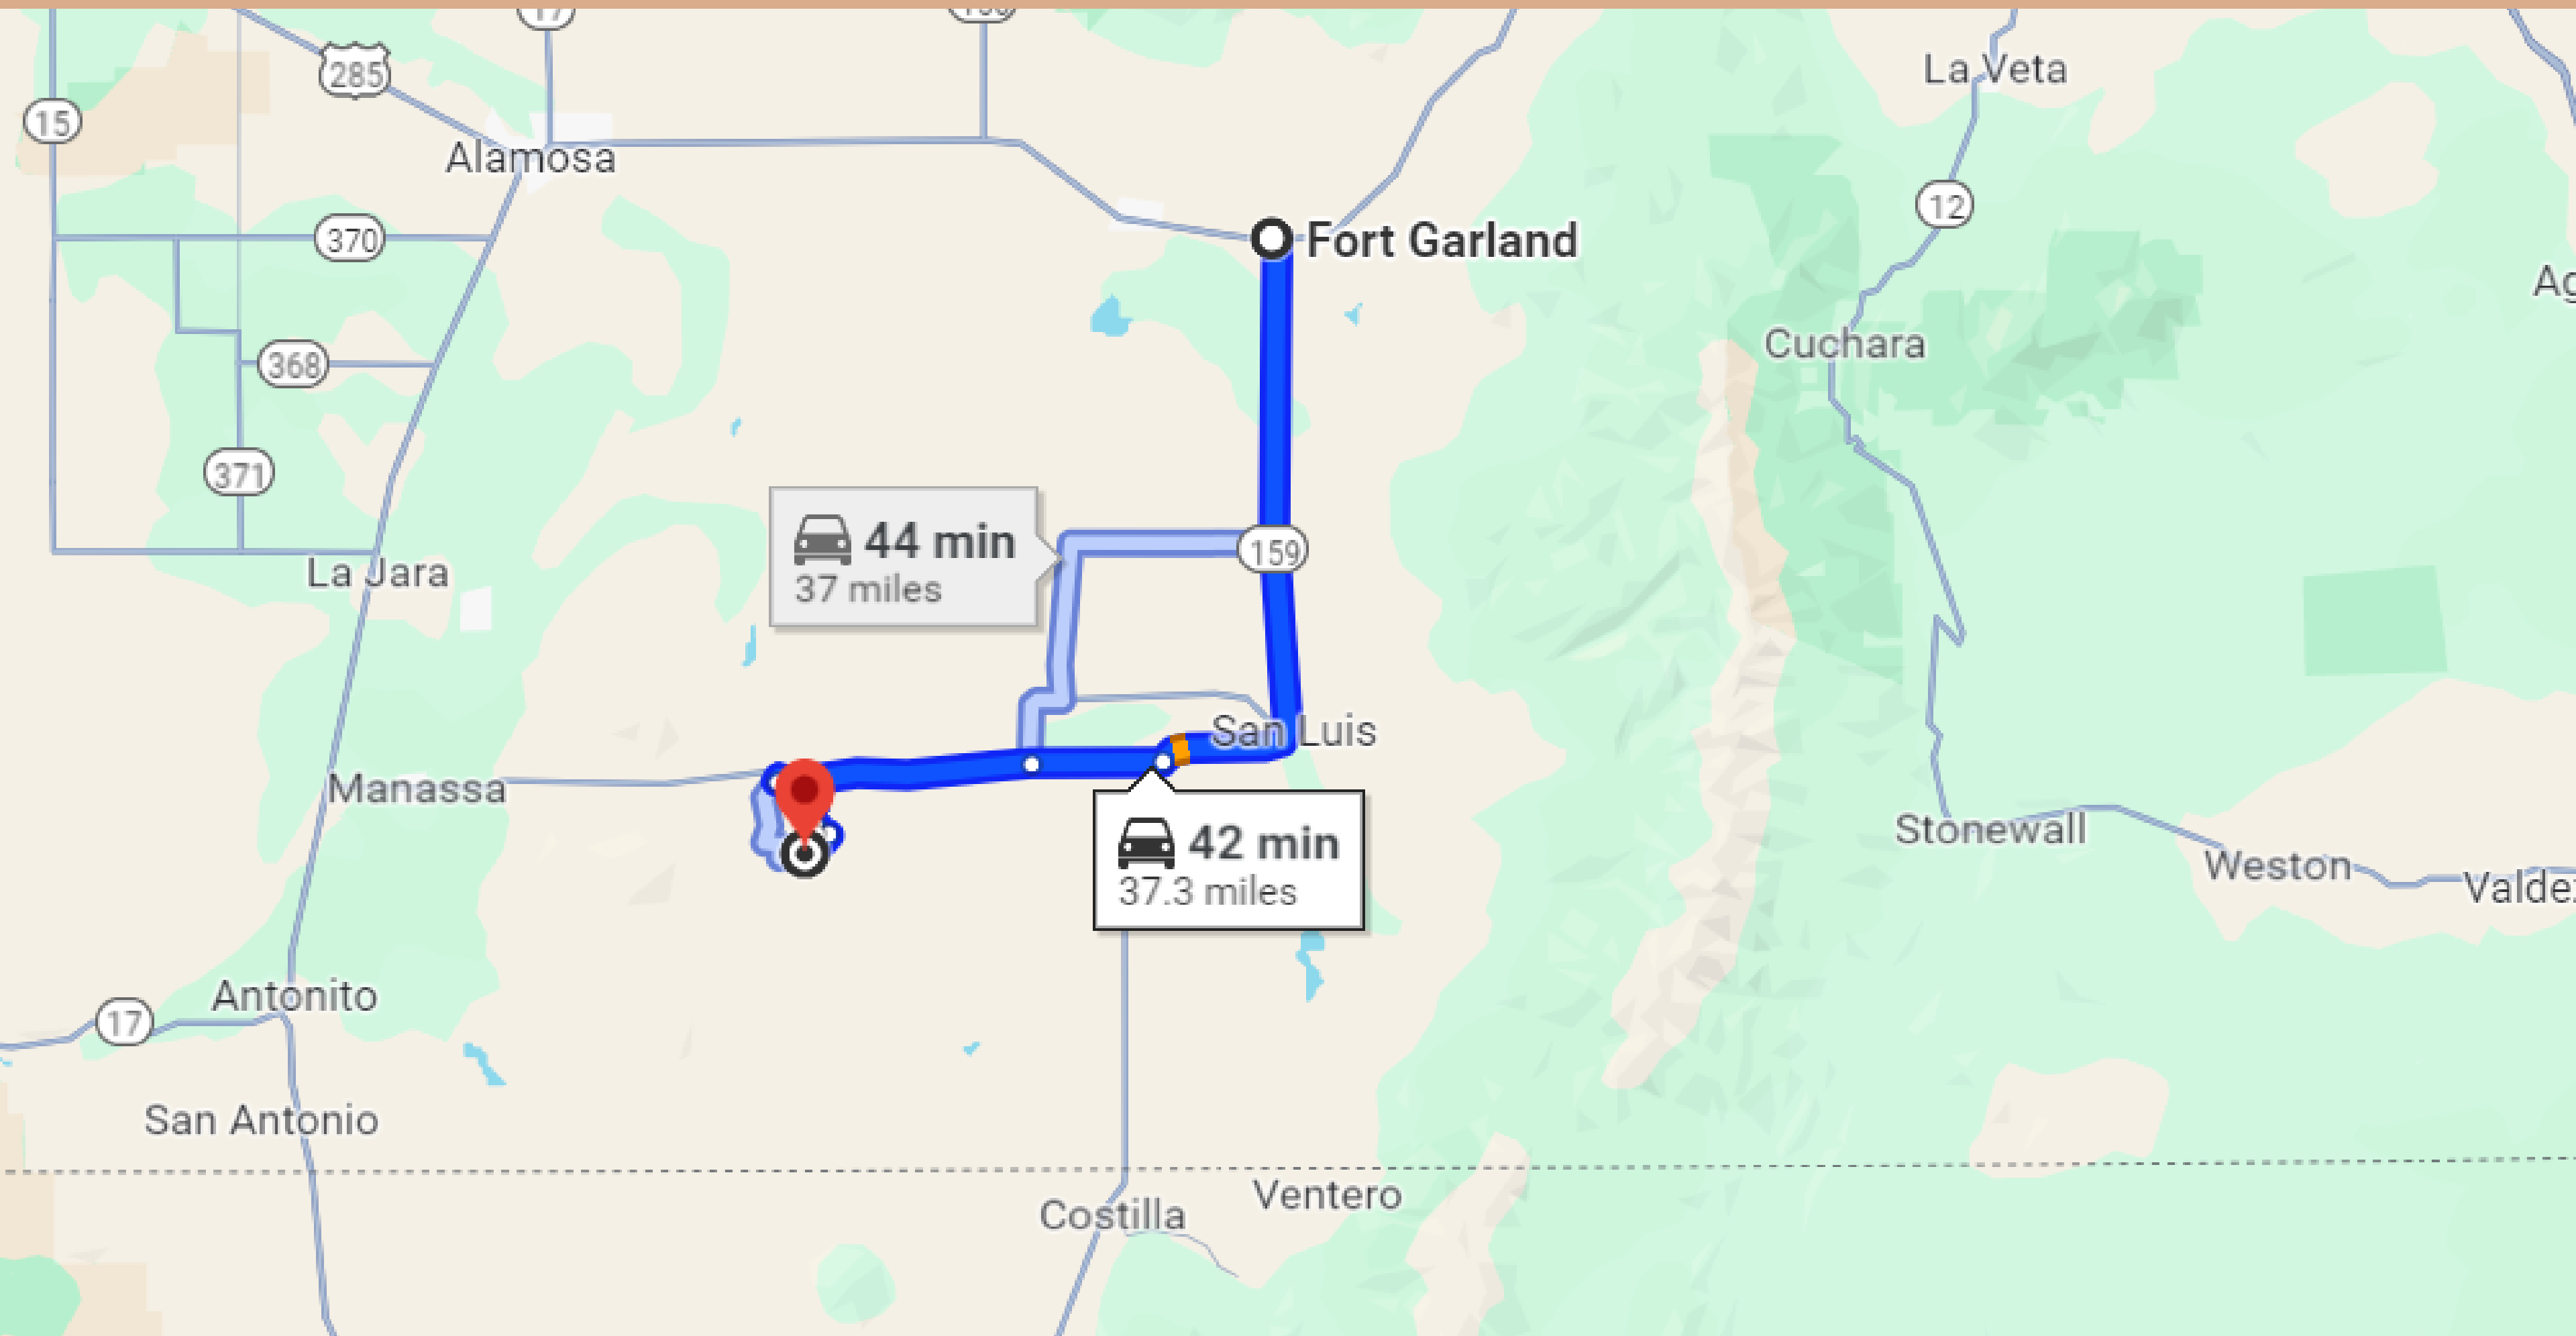 La Veta
285
15
Alamosa
12
370
Fort Garland
368
Cuchara
371
44 min
37 miles
159
La Jara
San Luis
Manassa
42 min
37.3 miles
Stonewall
Weston
Antonito
17
San Antonio
Ventero
Costilla